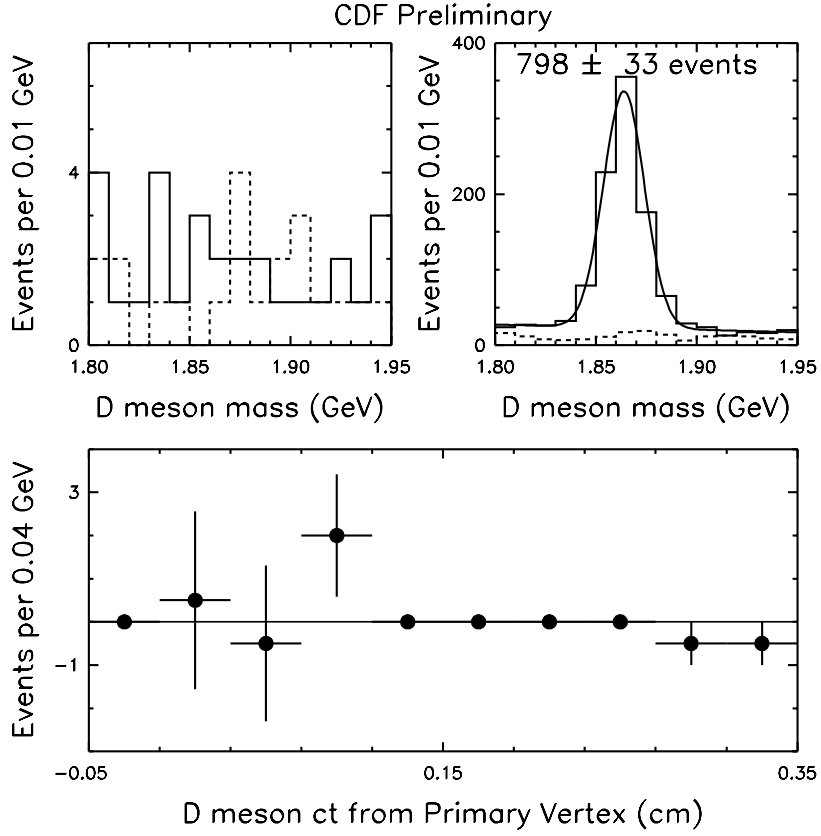 CDF Preliminary
Events per 0.01 GeV
4
0
1.80 1.85 1.90 1.95
D meson mass (GeV)
798 ± 33 events
Events per 0.01 GeV
400
200
0
1.80 1.85 1.90 1.95
D meson mass (GeV)
Events per 0.04 GeV
3
−1
−0.05 0.15 0.35
D meson ct from Primary Vertex (cm)